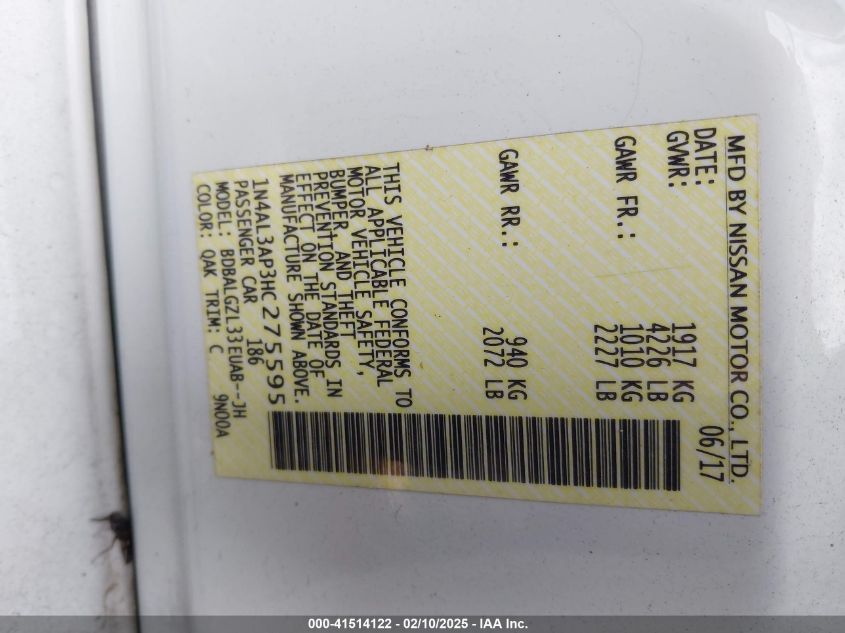 MFD BY NISSAN MOTOR CO., LTD.
DATE: 06/17
GVWR: 1917 KG
4226 LB
GAWR FR.: 1010 KG
2227 LB
GAWR RR.: 940 KG
2072 LB
THIS VEHICLE CONFORMS TO
ALL APPLICABLE FEDERAL
MOTOR VEHICLE SAFETY,
BUMPER, AND THEFT
PREVENTION STANDARDS IN
EFFECT ON THE DATE OF
MANUFACTURE SHOWN ABOVE.
1N4AL3AP3HC275595
PASSENGER CAR 186
MODEL: BDBALGZL33EUAB--JH
COLOR: QAK TRIM: C 9N00A
000-41514122 - 02/10/2025 - IAA Inc.